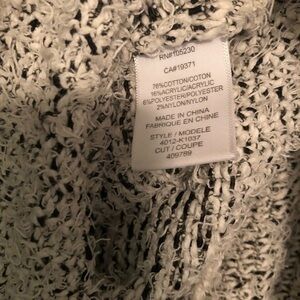 RN#105230
CA#19371
76%COTTON/COTON
16%ACRYLIC/ACRYLIC
6%POLYESTER/POLYESTER
2%NYLON/NYLON
MADE IN CHINA
FABRIQUE EN CHINE
STYLE / MODELE
4012-K1037
CUT / COUPE
409789